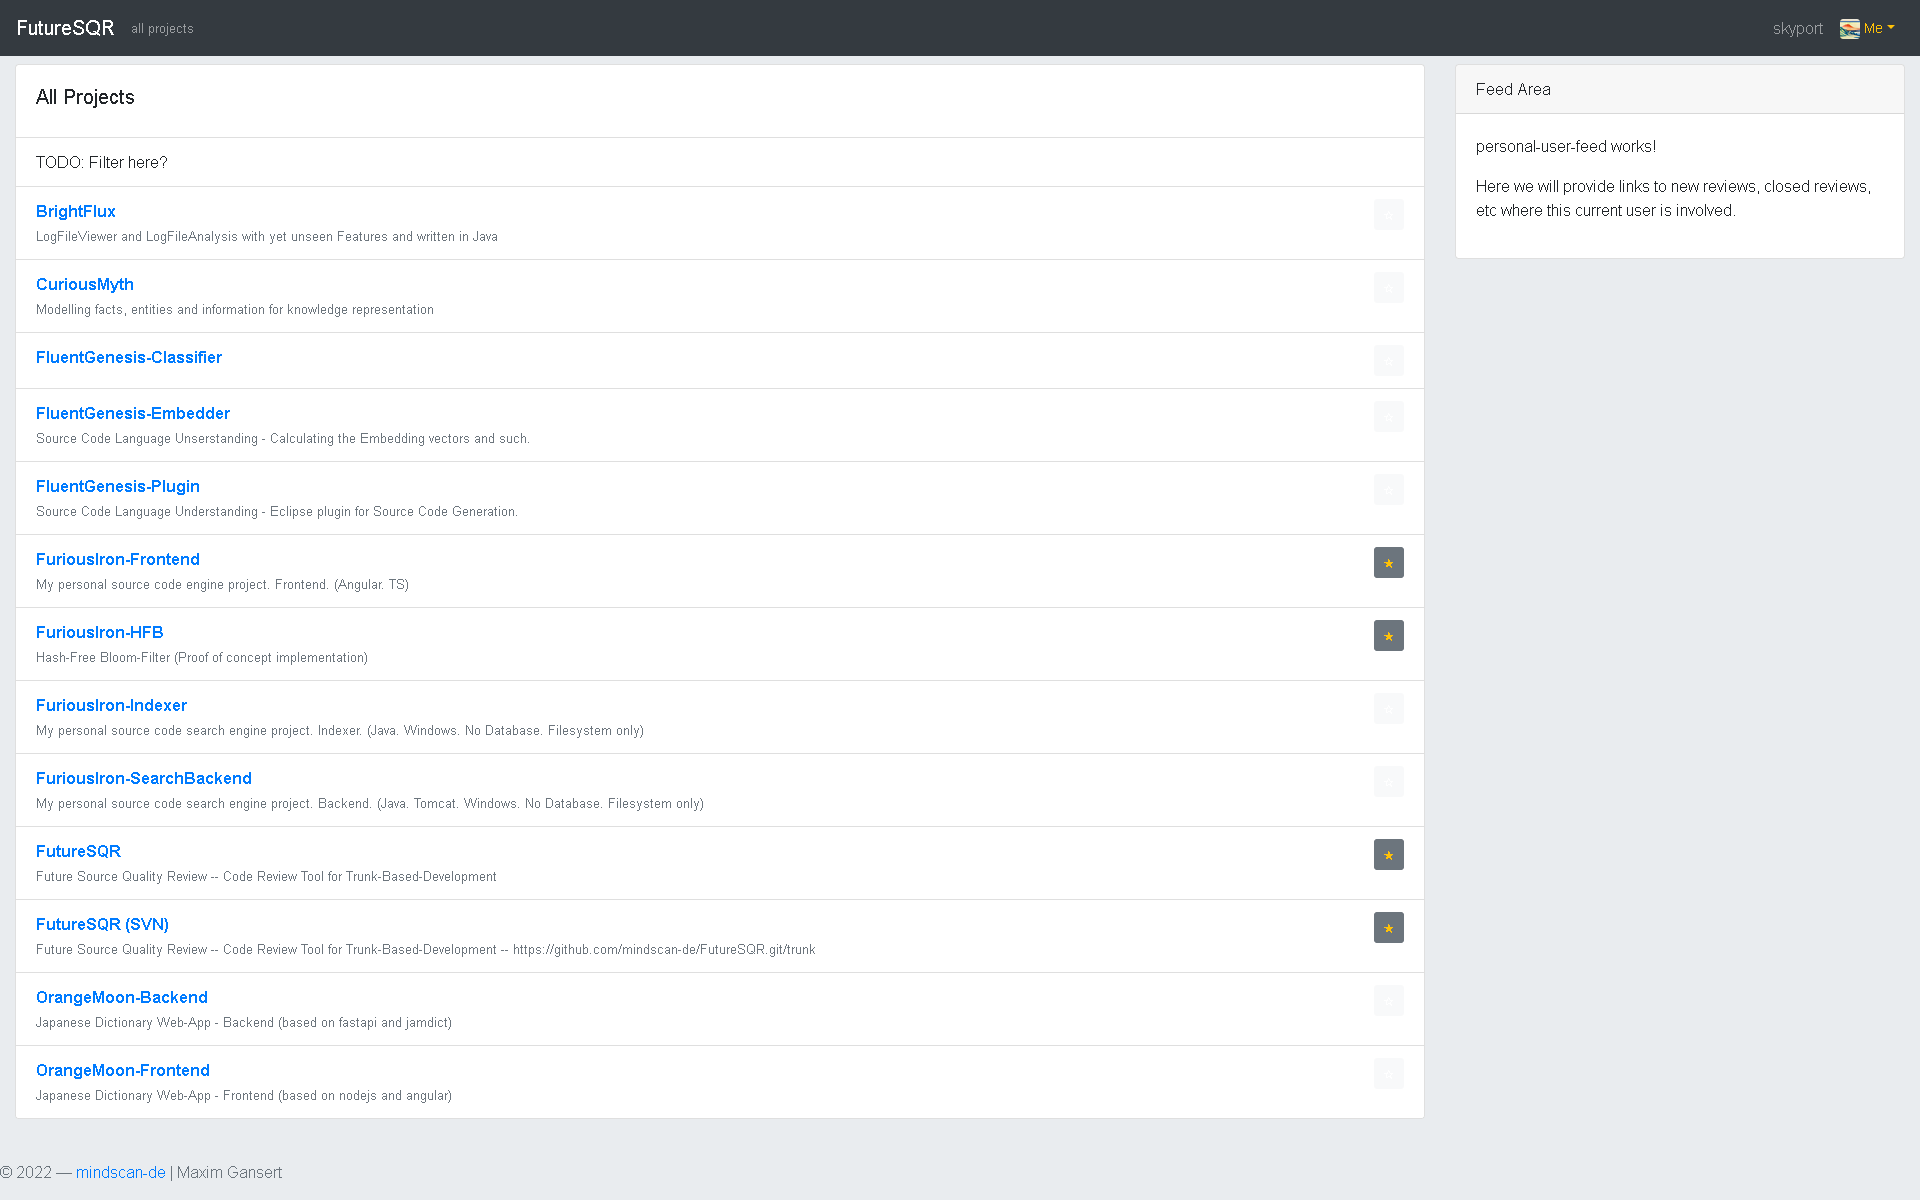 FutureSQR all projects skyport Me
All Projects
TODO: Filter here?
BrightFlux
LogFileViewer and LogFileAnalysis with yet unseen Features and written in Java
CuriousMyth
Modelling facts, entities and information for knowledge representation
FluentGenesis-Classifier
FluentGenesis-Embedder
Source Code Language Unserstanding - Calculating the Embedding vectors and such.
FluentGenesis-Plugin
Source Code Language Understanding - Eclipse plugin for Source Code Generation.
FuriousIron-Frontend
My personal source code engine project. Frontend. (Angular. TS)
FuriousIron-HFB
Hash-Free Bloom-Filter (Proof of concept implementation)
FuriousIron-Indexer
My personal source code search engine project. Indexer. (Java. Windows. No Database. Filesystem only)
FuriousIron-SearchBackend
My personal source code search engine project. Backend. (Java. Tomcat. Windows. No Database. Filesystem only)
FutureSQR
Future Source Quality Review -- Code Review Tool for Trunk-Based-Development
FutureSQR (SVN)
Future Source Quality Review -- Code Review Tool for Trunk-Based-Development -- https://github.com/mindscan-de/FutureSQR.git/trunk
OrangeMoon-Backend
Japanese Dictionary Web-App - Backend (based on fastapi and jamdict)
OrangeMoon-Frontend
Japanese Dictionary Web-App - Frontend (based on nodejs and angular)
Feed Area
personal-user-feed works!
Here we will provide links to new reviews, closed reviews,
etc where this current user is involved.
© 2022 — mindscan-de | Maxim Gansert